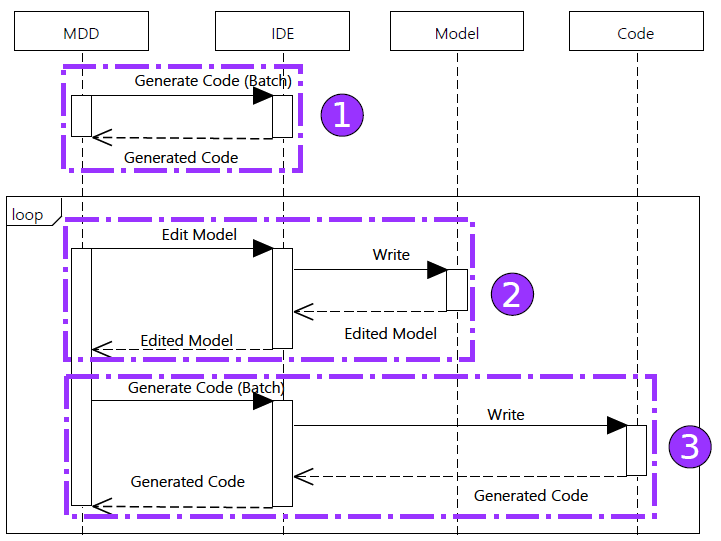 MDD
IDE
Model
Code
Generate Code (Batch)
1
Generated Code
loop
Edit Model
Write
2
Edited Model
Edited Model
Generate Code (Batch)
Write
3
Generated Code
Generated Code